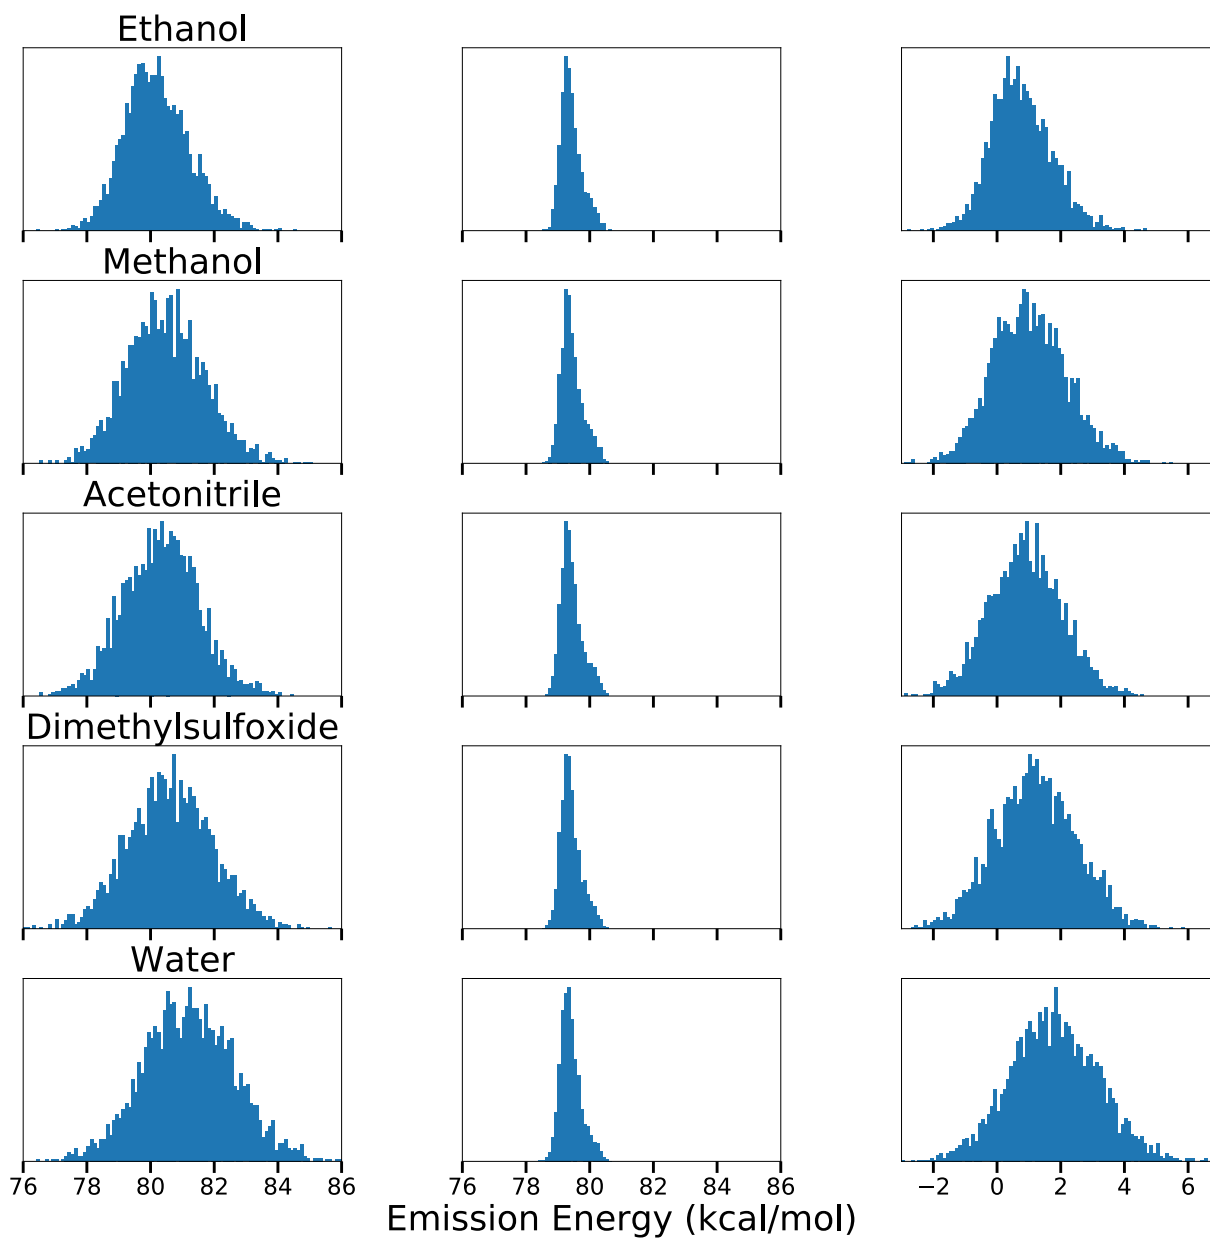 Ethanol
Methanol
Acetonitrile
Dimethylsulfoxide
Water
76 78 80 82 84 86 76 78 80 82 84 86 −2 0 2 4 6
Emission Energy (kcal/mol)